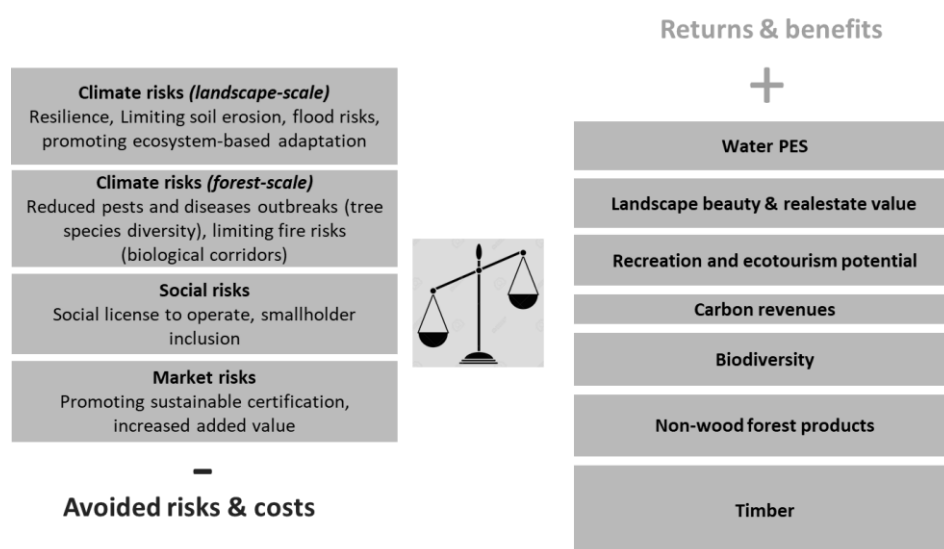 Returns & benefits
+
Climate risks (landscape-scale)
Resilience, Limiting soil erosion, flood risks,
promoting ecosystem-based adaptation
Climate risks (forest-scale)
Reduced pests and diseases outbreaks (tree
species diversity), limiting fire risks
(biological corridors)
Social risks
Social license to operate, smallholder
inclusion
Market risks
Promoting sustainable certification,
increased added value
-
Avoided risks & costs
Water PES
Landscape beauty & realestate value
Recreation and ecotourism potential
Carbon revenues
Biodiversity
Non-wood forest products
Timber